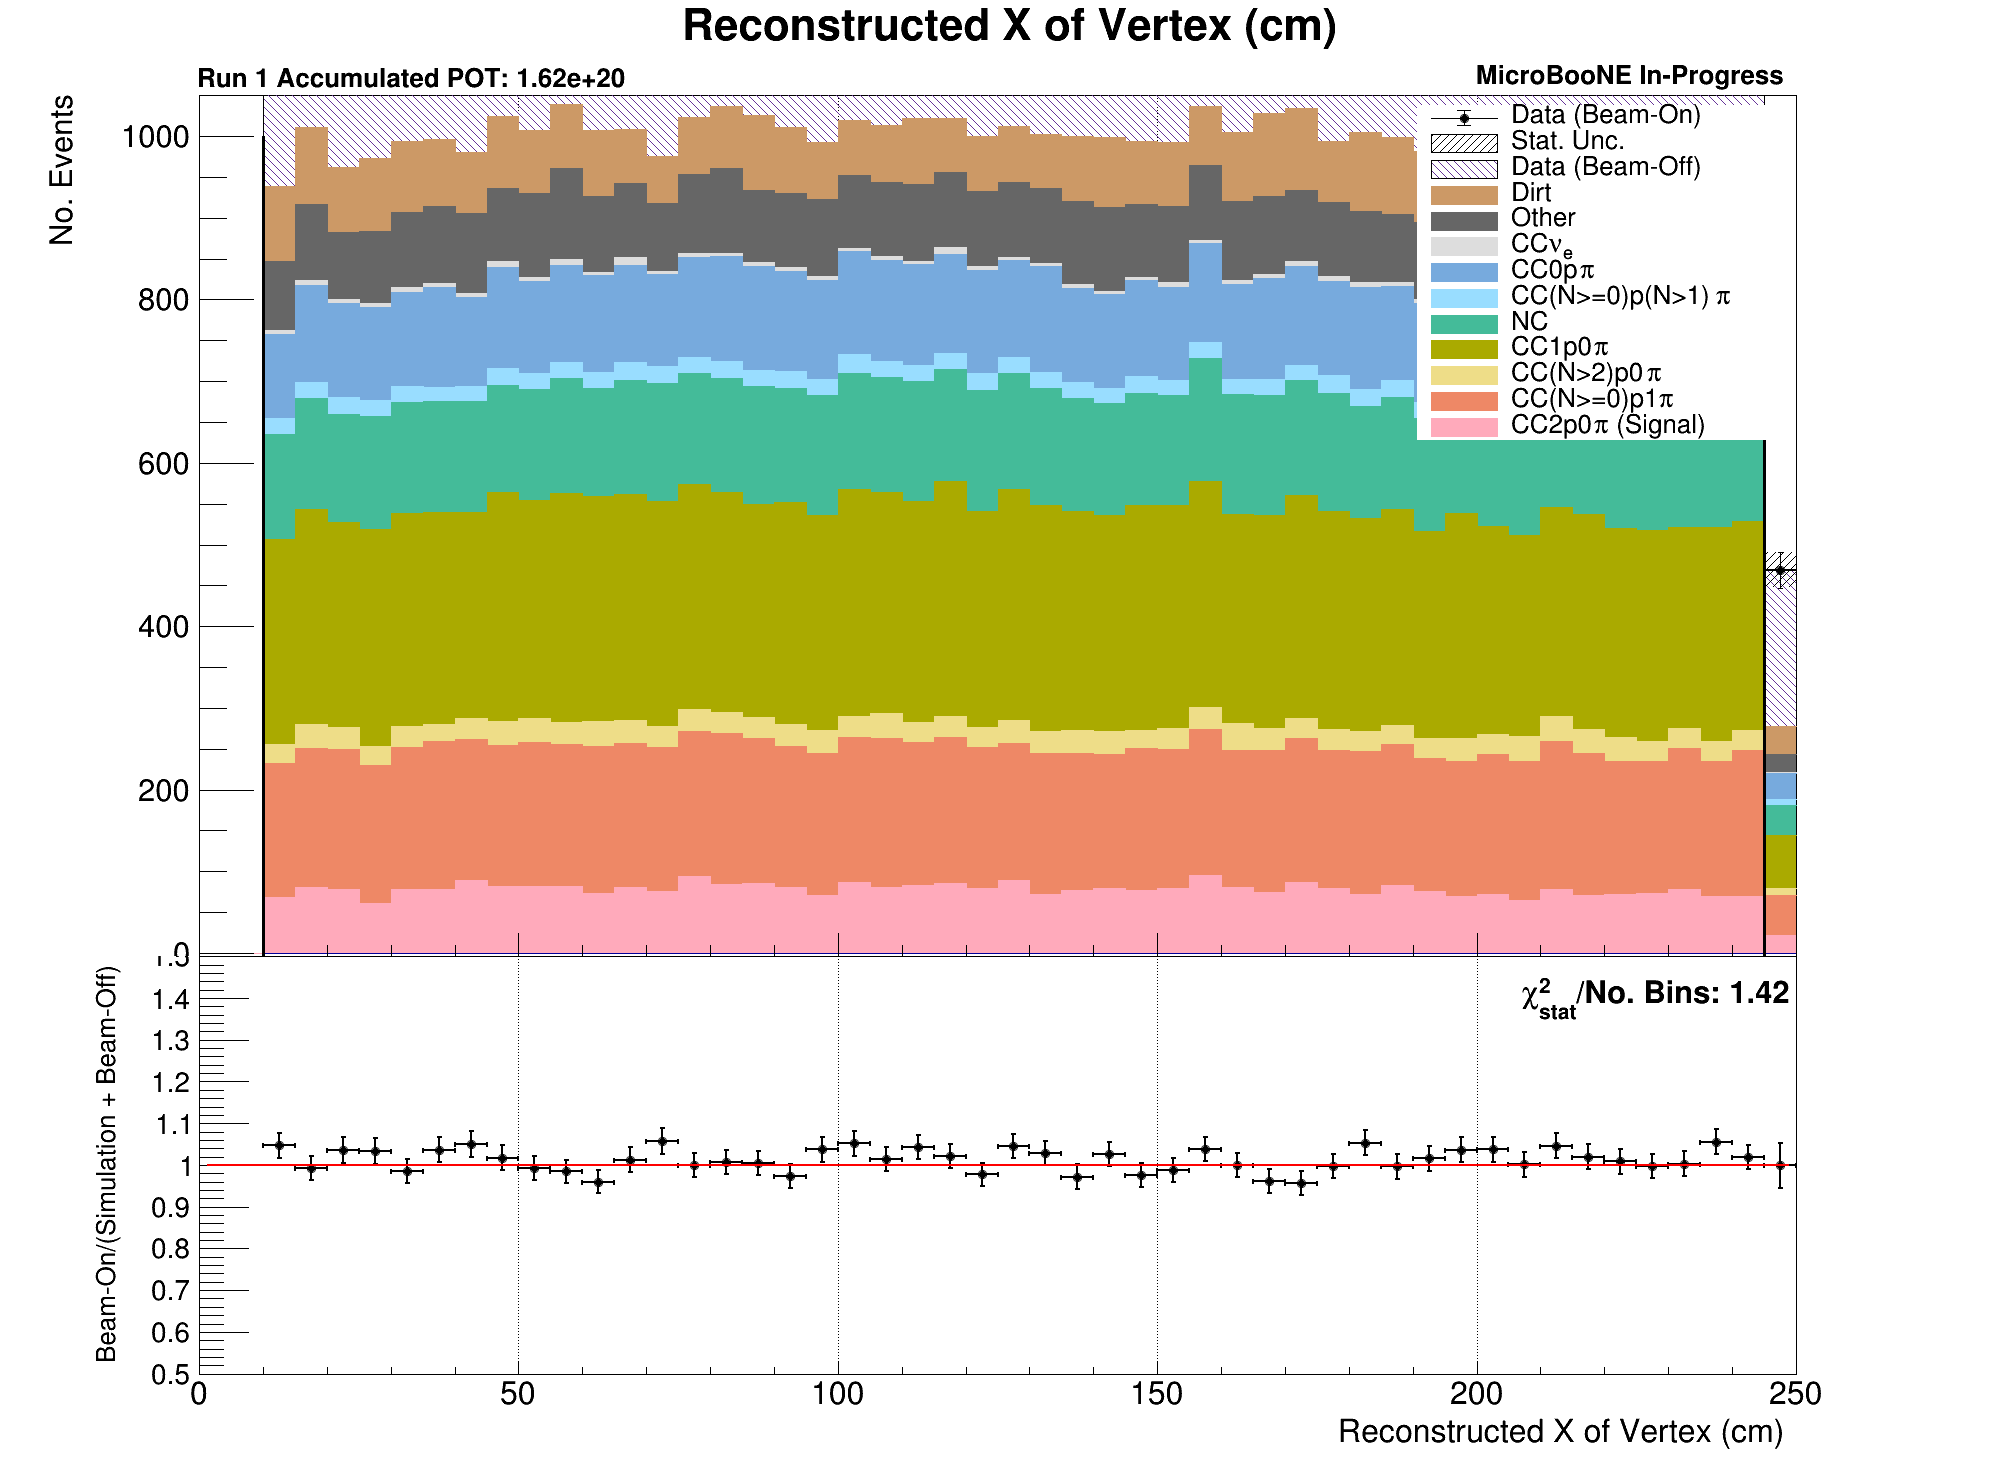 Reconstructed X of Vertex (cm)
Run 1 Accumulated POT: 1.62e+20
MicroBooNE In-Progress
No. Events
1000
800
600
400
200
0
Data (Beam-On)
Stat. Unc.
Data (Beam-Off)
Dirt
Other
CCνe
CC0pπ
CC(N>=0)p(N>1) π
NC
CC1p0π
CC(N>2)p0π
CC(N>=0)p1π
CC2p0π (Signal)
Beam-On/(Simulation + Beam-Off)
χ²stat/No. Bins: 1.42
1.5
1.4
1.3
1.2
1.1
1
0.9
0.8
0.7
0.6
0.5
0 50 100 150 200 250
Reconstructed X of Vertex (cm)